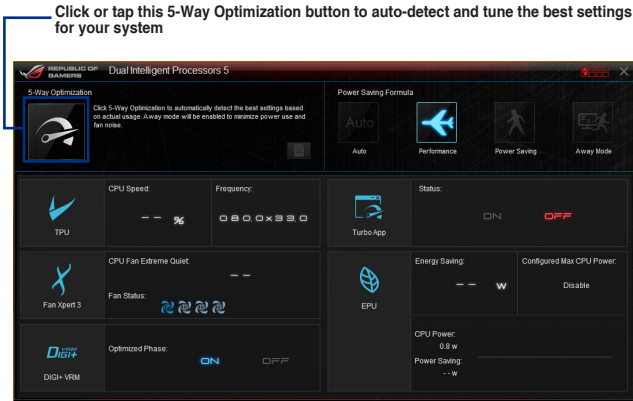 Click or tap this 5-Way Optimization button to auto-detect and tune the best settings
for your system
REPUBLIC OF
GAMERS
Dual Intelligent Processors 5
5-Way Optimization
Click 5-Way Optimization to automatically detect the best settings based
on actual usage. Away mode will be enabled to minimize power use and
fan noise.
Power Saving Formula
Auto
Auto
Performance
Power Saving
Away Mode
TPU
CPU Speed:
-- %
Frequency:
080.0x33.0
Turbo App
Status:
ON OFF
Fan Xpert 3
CPU Fan Extreme Quiet:
--
Fan Status:
EPU
Energy Saving:
-- w
Configured Max CPU Power:
Disable
CPU Power:
0.8 w
Power Saving:
-- w
DIGI+ VRM
DIGI+ VRM
Optimized Phase:
ON OFF